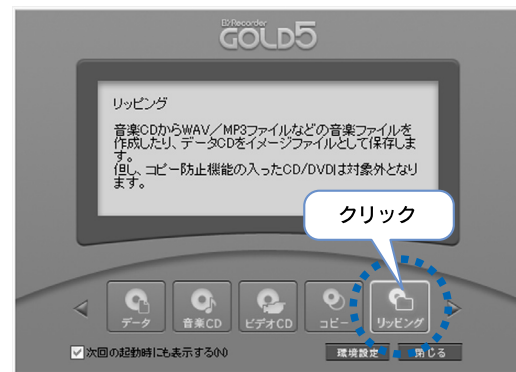 B'sRecorder
GOLD5
リッピング
音楽CDからWAV／MP3ファイルなどの音楽ファイルを
作成したり、データCDをイメージファイルとして保存しま
す。
但し、コピー防止機能の入ったCD/DVDは対象外となり
ます。
クリック
データ
音楽CD
ビデオCD
コピー
リッピング
次回の起動時にも表示する(N)
環境設定
閉じる